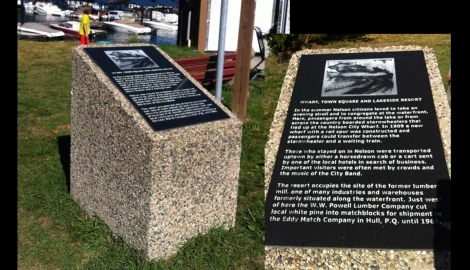 WHARF, TOWN SQUARE AND LAKESIDE RESORT
In the summer Nelson citizens loved to take an
evening stroll and to congregate at the waterfront.
Here, passengers from around the lake or from
across the country boarded sternwheelers that
tied up at the Nelson City Wharf. In 1909 a new
wharf with a rail spur was constructed and
passengers could transfer between the
sternwheeler and a waiting train.
Those who stayed on in Nelson were transported
uptown by either a horsedrawn cab or a cart sent
by one of the local hotels in search of business.
Important visitors were often met by crowds and
the music of the City Band.
The resort occupies the site of the former lumber
mill, one of many industries and warehouses
formerly situated along the waterfront. Just west
of here the W.W. Powell Lumber Company cut
local white pine into matchblocks for shipment to
the Eddy Match Company in Hull, P.Q. until